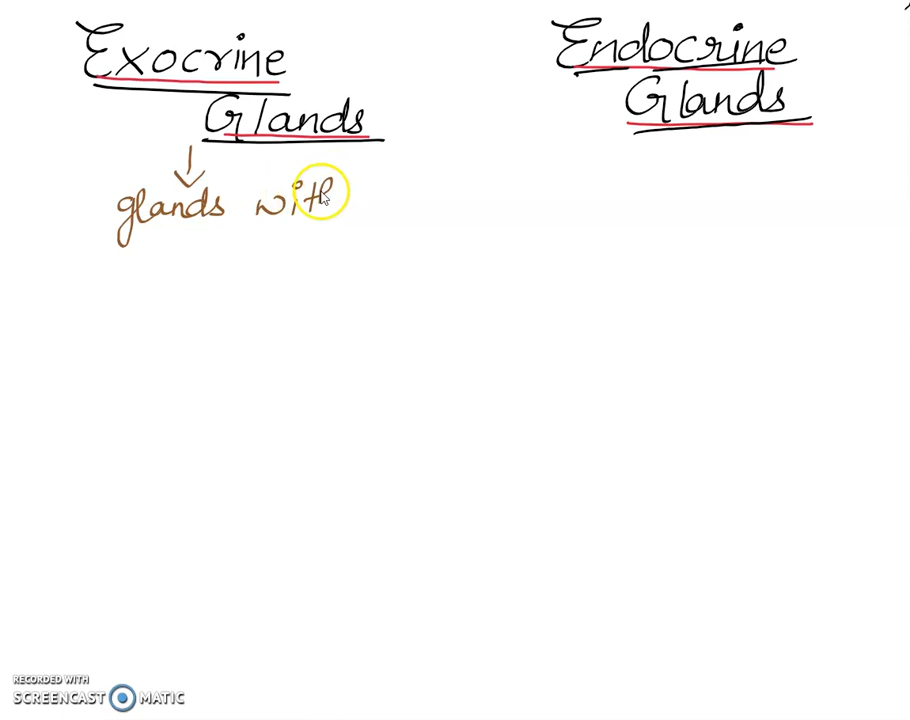 Exocrine
Glands
glands with
Endocrine
Glands
RECORDED WITH
SCREENCAST MATIC